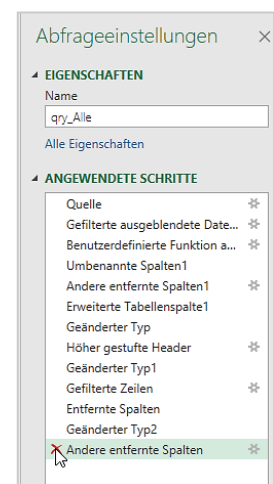 Abfrageeinstellungen
EIGENSCHAFTEN
Name
qry_Alle
Alle Eigenschaften
ANGEWENDETE SCHRITTE
Quelle
Gefilterte ausgeblendete Date...
Benutzerdefinierte Funktion a...
Umbenannte Spalten1
Andere entfernte Spalten1
Erweiterte Tabellenspalte1
Geänderter Typ
Höher gestufte Header
Geänderter Typ1
Gefilterte Zeilen
Entfernte Spalten
Geänderter Typ2
Andere entfernte Spalten